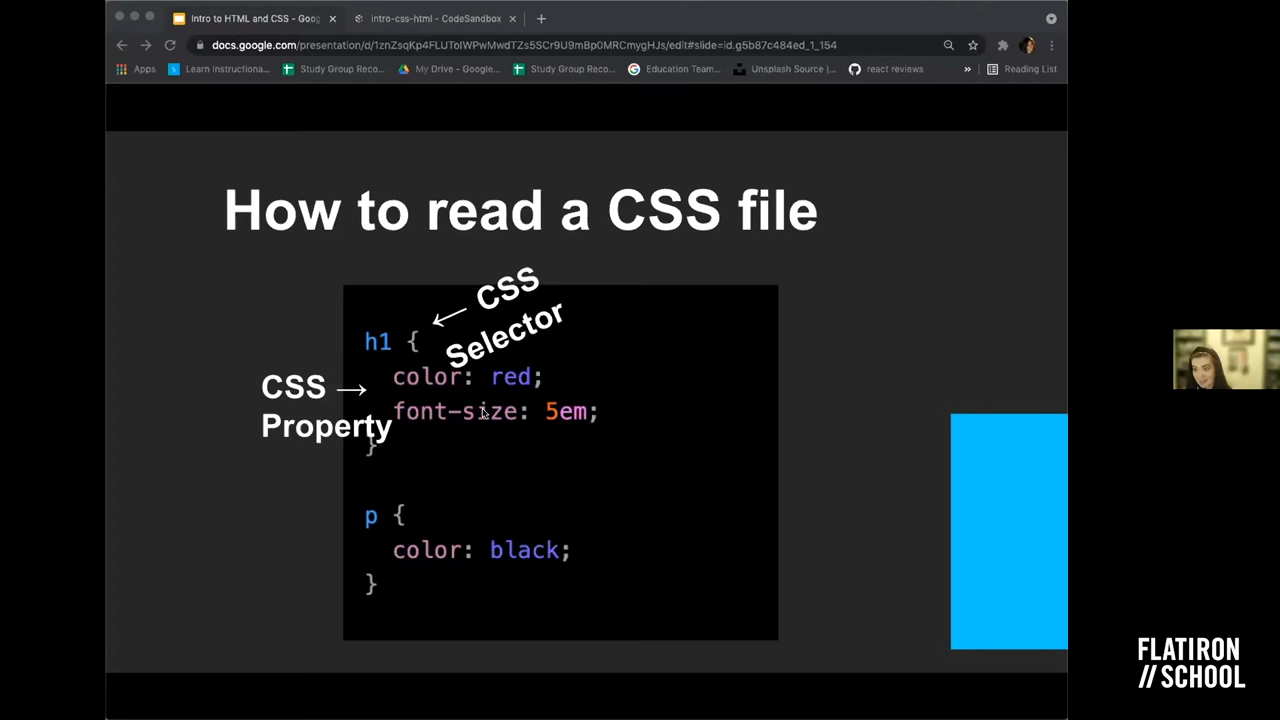 Intro to HTML and CSS - Goog
intro-css-html - CodeSandbox
docs.google.com/presentation/d/1znZsqKp4FLUToIWPwMwdTZs5SCr9U9mBp0MRCmygHJs/edit#slide=id.g5b87c484ed_1_154
Apps
Learn Instructiona...
Study Group Reco...
My Drive - Google...
Study Group Reco...
Education Team...
Unsplash Source |...
react reviews
»
Reading List
How to read a CSS file
← CSS
Selector
h1 {
color: red;
CSS →
font-size: 5em;
Property
}
p {
color: black;
}
FLATIRON
// SCHOOL